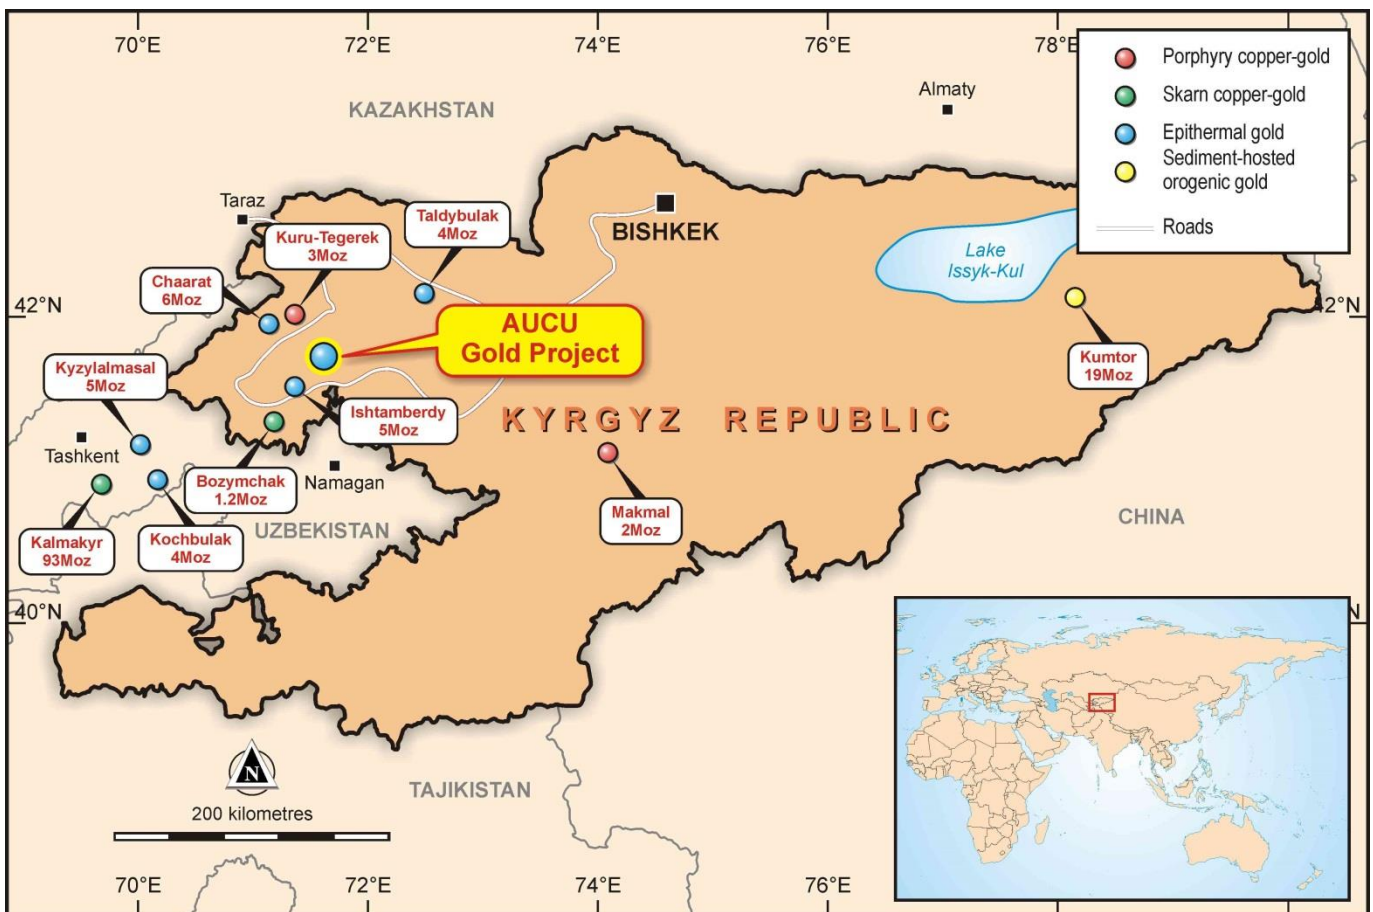 70°E
72°E
74°E
76°E
78°E
Porphyry copper-gold
Skarn copper-gold
Epithermal gold
Sediment-hosted
orogenic gold
Roads
KAZAKHSTAN
Almaty
Taraz
Kuru-Tegerek
3Moz
Taldybulak
4Moz
BISHKEK
Lake
Issyk-Kul
Chaarat
6Moz
42°N
42°N
AUCU
Gold Project
Kumtor
19Moz
Kyzylalmasal
5Moz
Ishtamberdy
5Moz
KYRGYZ REPUBLIC
Tashkent
Bozymchak
1.2Moz
Namagan
Makmal
2Moz
CHINA
UZBEKISTAN
Kalmakyr
93Moz
Kochbulak
4Moz
40°N
N
N
TAJIKISTAN
200 kilometres
70°E
72°E
74°E
76°E